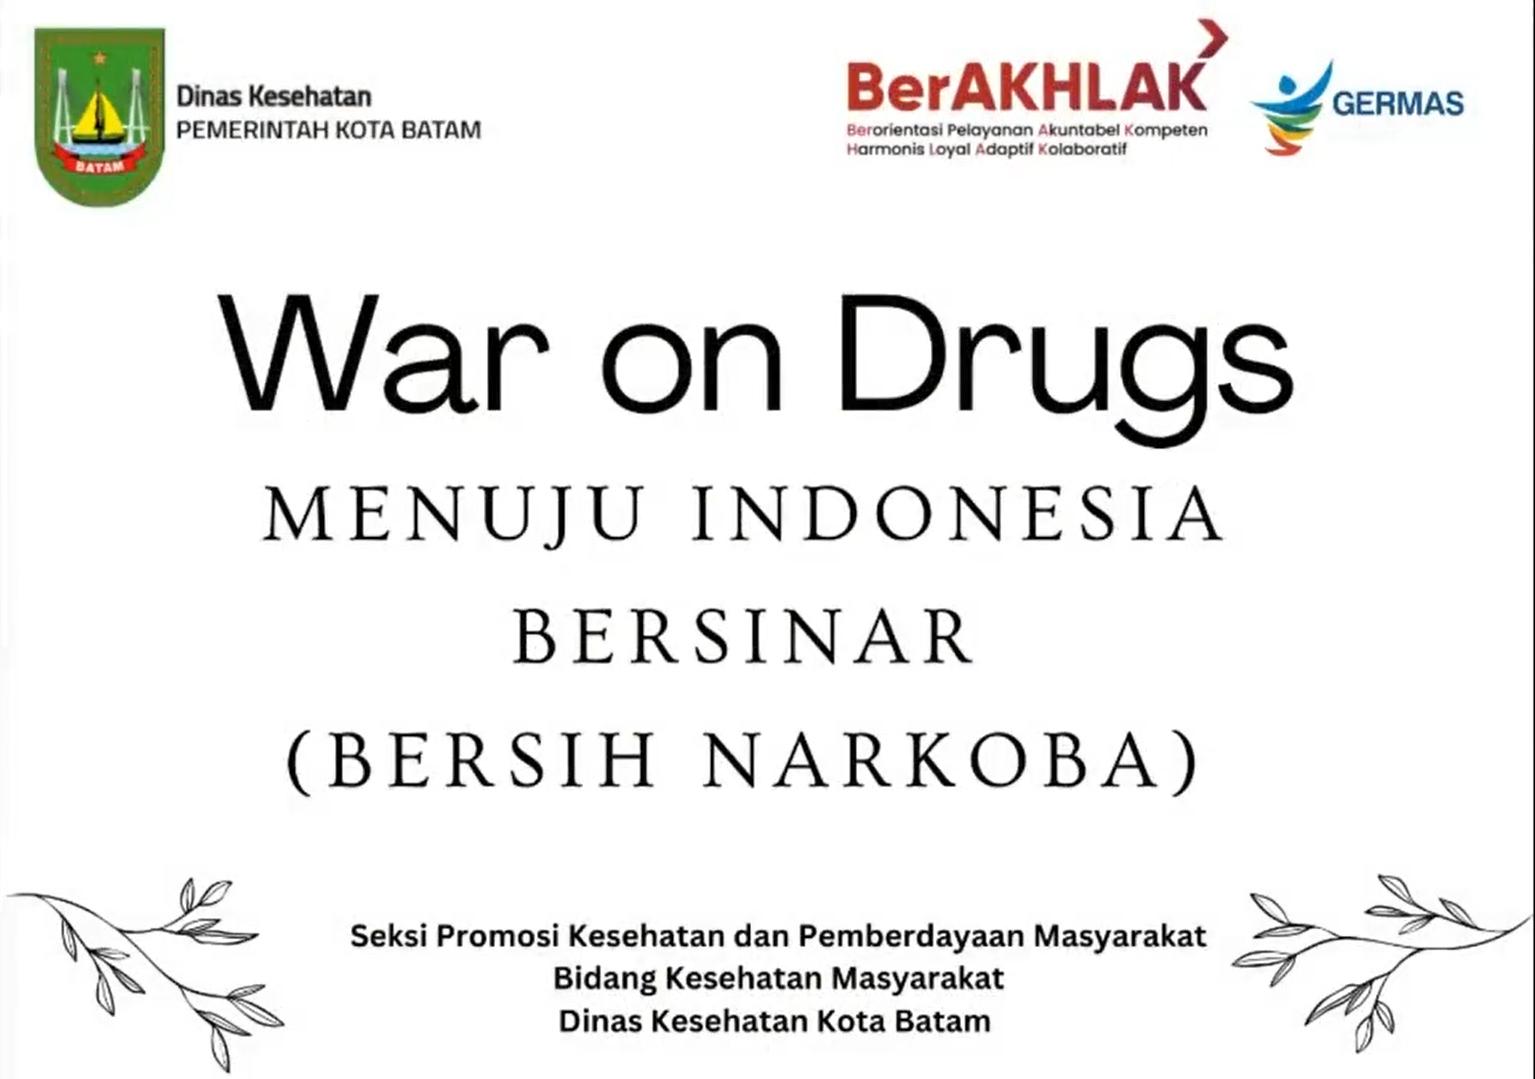 Dinas Kesehatan
PEMERINTAH KOTA BATAM
BATAM
BerAKHLAK
Berorientasi Pelayanan Akuntabel Kompeten
Harmonis Loyal Adaptif Kolaboratif
GERMAS
War on Drugs
MENUJU INDONESIA
BERSINAR
(BERSIH NARKOBA)
Seksi Promosi Kesehatan dan Pemberdayaan Masyarakat
Bidang Kesehatan Masyarakat
Dinas Kesehatan Kota Batam